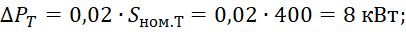 ΔP_T = 0,02 · S_ном.Т = 0,02 · 400 = 8 кВт;